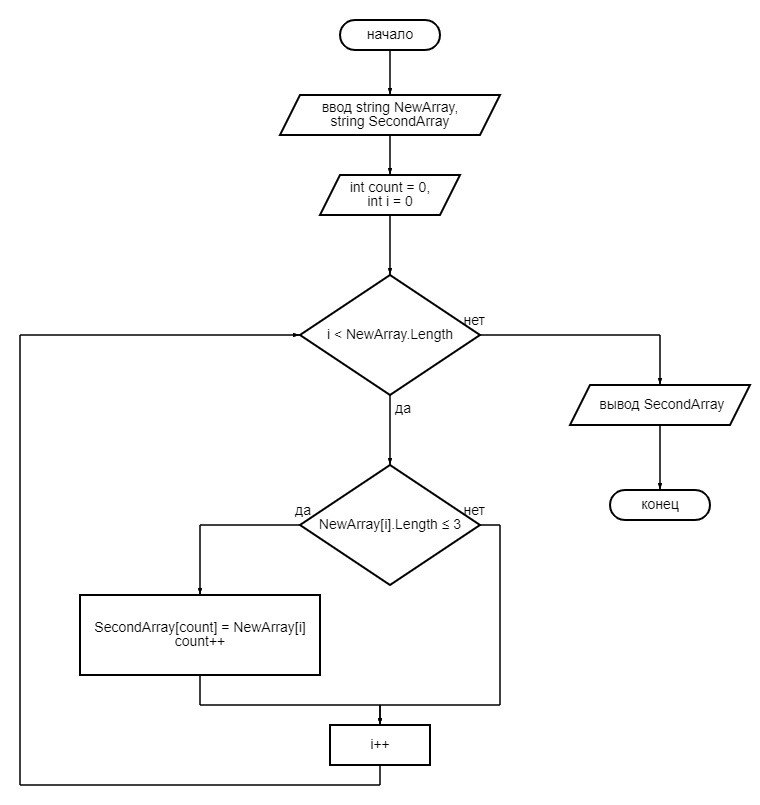 начало
ввод string NewArray,
string SecondArray
int count = 0,
int i = 0
i < NewArray.Length
нет
да
вывод SecondArray
конец
да
NewArray[i].Length ≤ 3
нет
SecondArray[count] = NewArray[i]
count++
i++